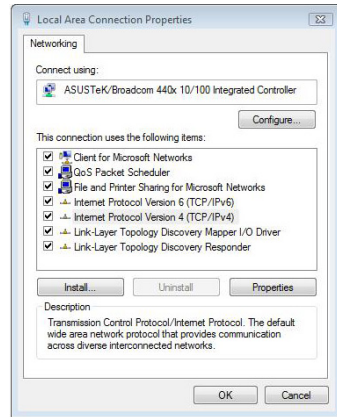 Local Area Connection Properties
Networking
Connect using:
ASUSTeK/Broadcom 440x 10/100 Integrated Controller
Configure...
This connection uses the following items:
Client for Microsoft Networks
QoS Packet Scheduler
File and Printer Sharing for Microsoft Networks
Internet Protocol Version 6 (TCP/IPv6)
Internet Protocol Version 4 (TCP/IPv4)
Link-Layer Topology Discovery Mapper I/O Driver
Link-Layer Topology Discovery Responder
Install... Uninstall Properties
Description
Transmission Control Protocol/Internet Protocol. The default
wide area network protocol that provides communication
across diverse interconnected networks.
OK Cancel